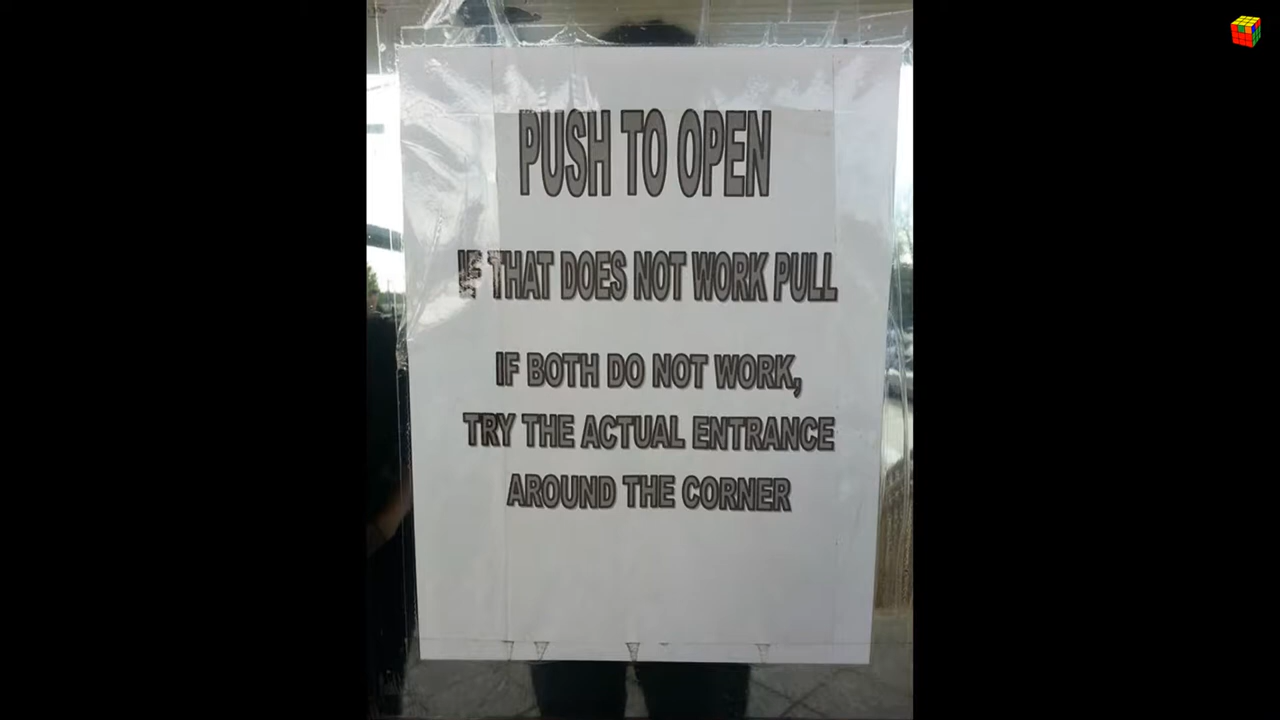 PUSH TO OPEN
IF THAT DOES NOT WORK PULL
IF BOTH DO NOT WORK,
TRY THE ACTUAL ENTRANCE
AROUND THE CORNER